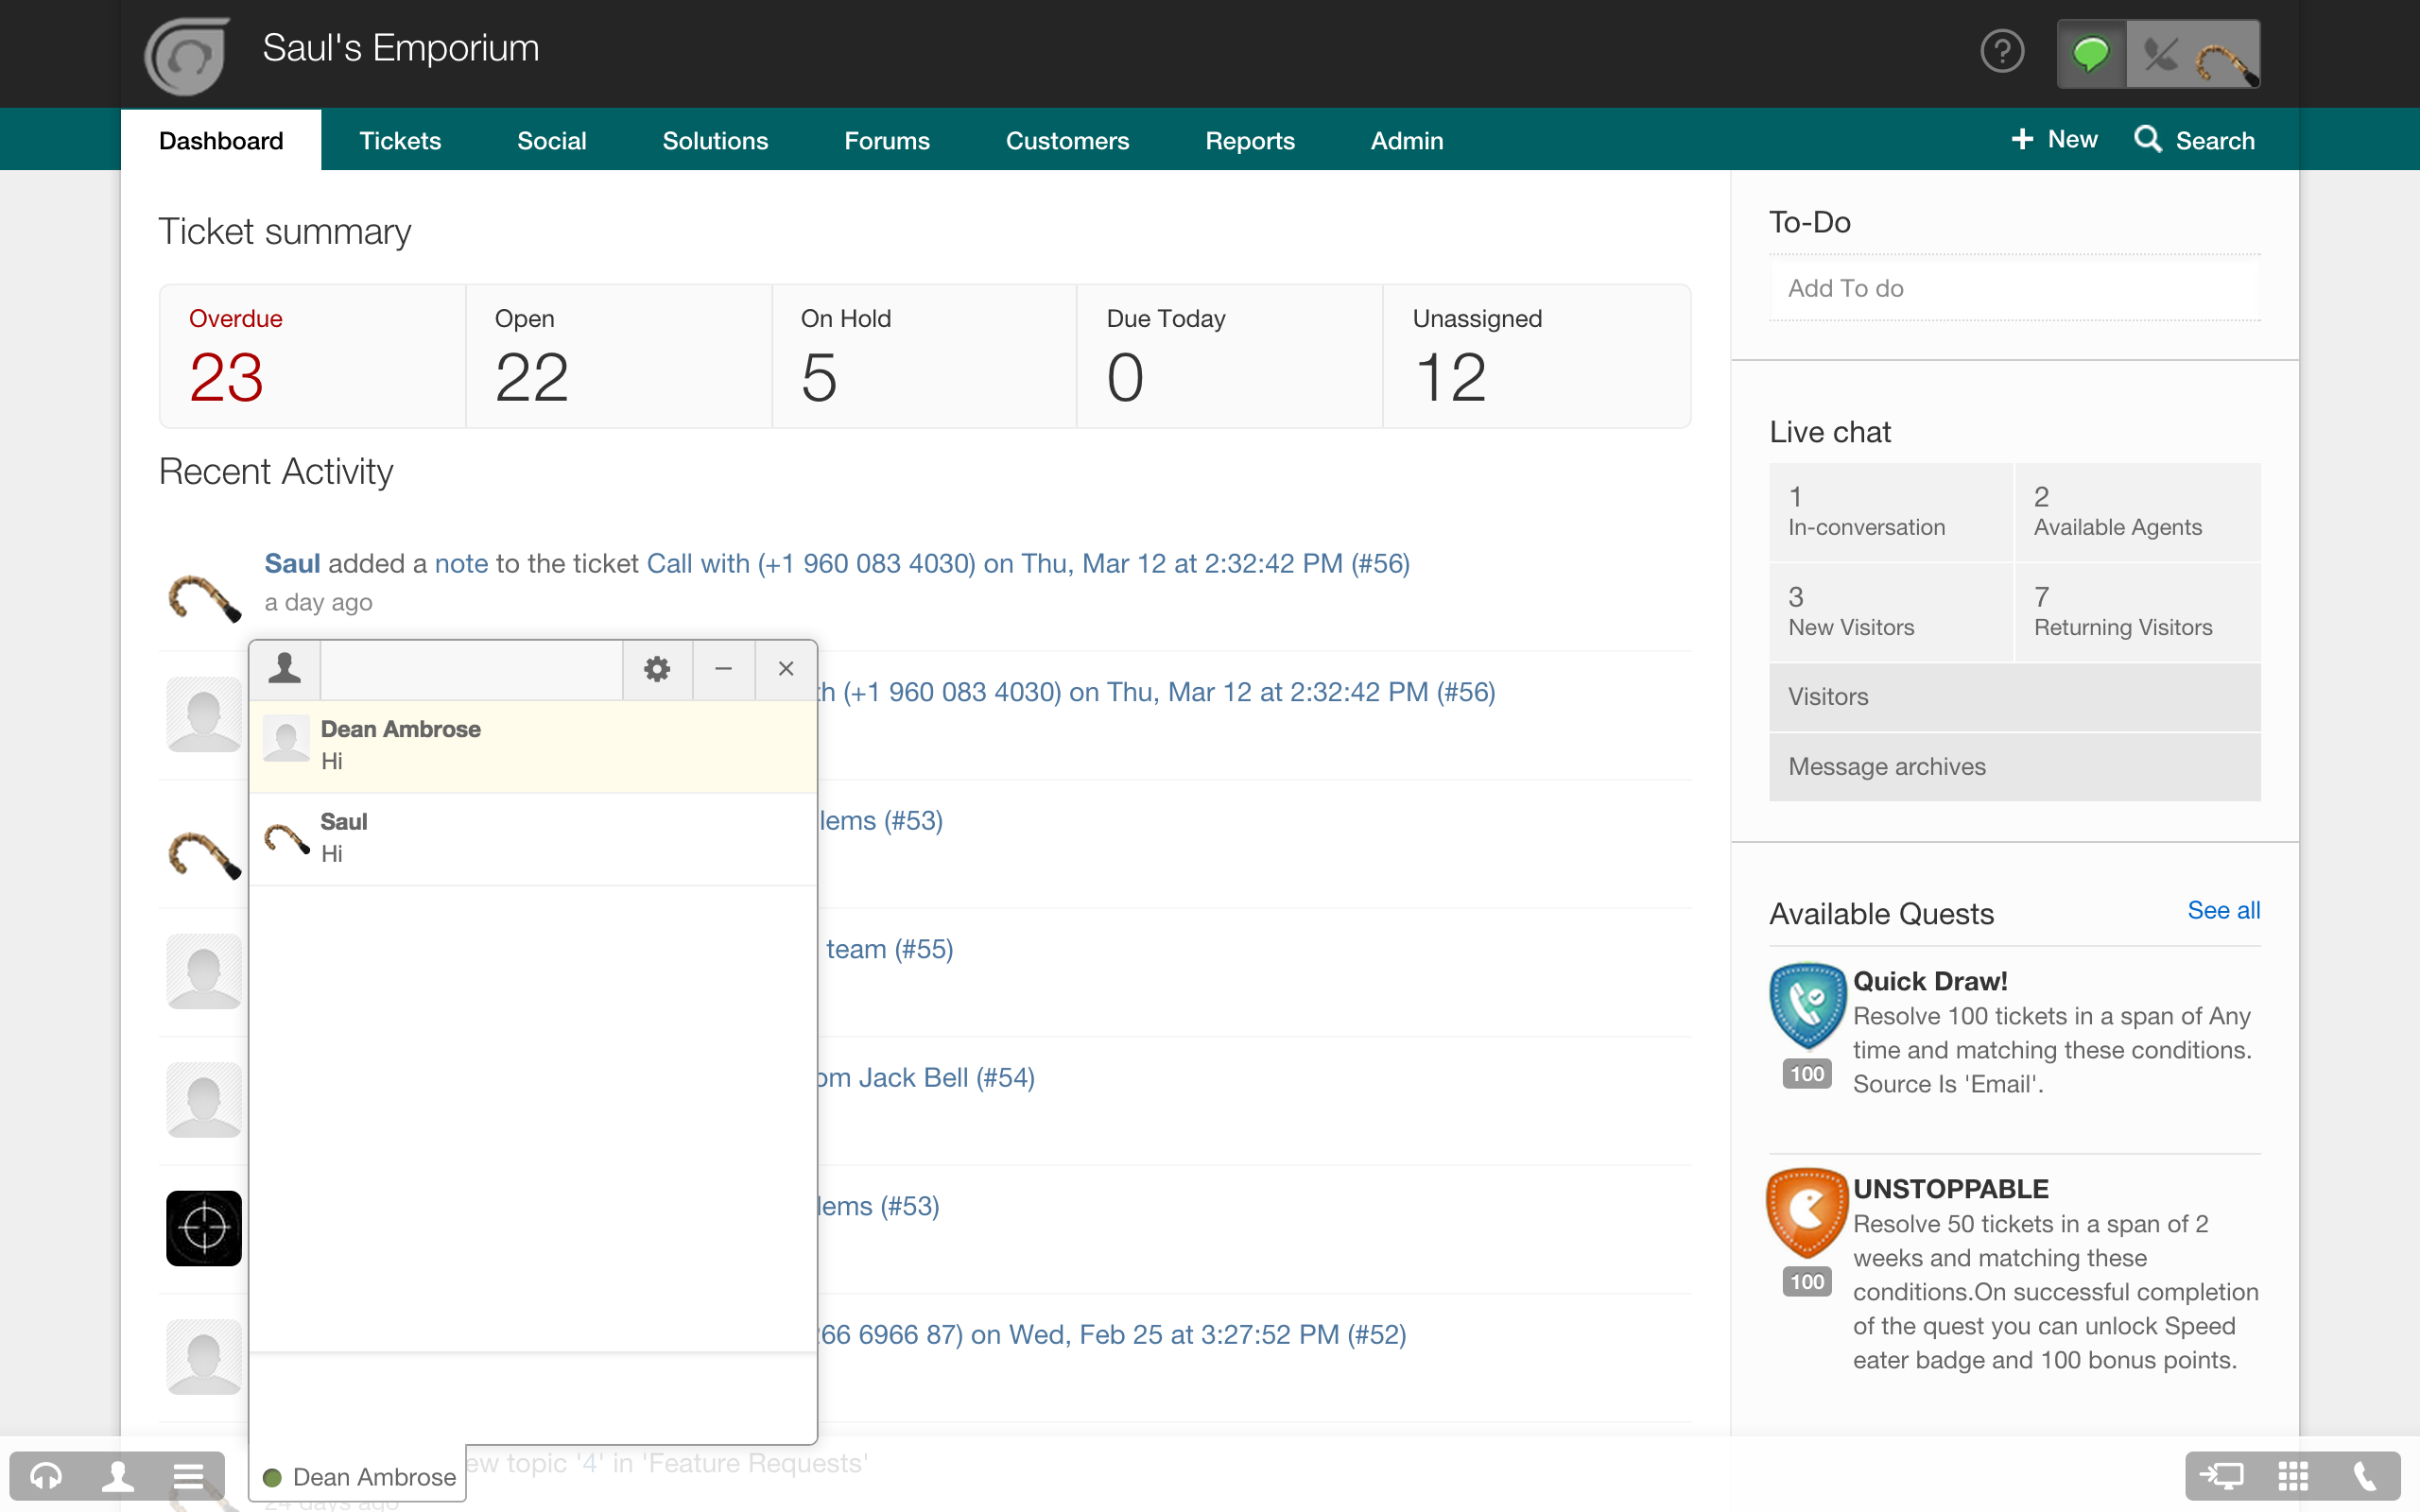 Saul's Emporium
Dashboard Tickets Social Solutions Forums Customers Reports Admin New Search
Ticket summary
Overdue Open On Hold Due Today Unassigned
23 22 5 0 12
Recent Activity
Saul added a note to the ticket Call with (+1 960 083 4030) on Thu, Mar 12 at 2:32:42 PM (#56)
a day ago
(+1 960 083 4030) on Thu, Mar 12 at 2:32:42 PM (#56)
(#53)
team (#55)
Jack Bell (#54)
(#53)
6966 87) on Wed, Feb 25 at 3:27:52 PM (#52)
topic '4' in 'Feature Requests'
24 days ago
Dean Ambrose
Hi
Saul
Hi
Dean Ambrose
To-Do
Add To do
Live chat
1 2
In-conversation Available Agents
3 7
New Visitors Returning Visitors
Visitors
Message archives
Available Quests See all
Quick Draw!
Resolve 100 tickets in a span of Any
time and matching these conditions.
Source Is 'Email'.
100
UNSTOPPABLE
Resolve 50 tickets in a span of 2
weeks and matching these
conditions.On successful completion
of the quest you can unlock Speed
eater badge and 100 bonus points.
100